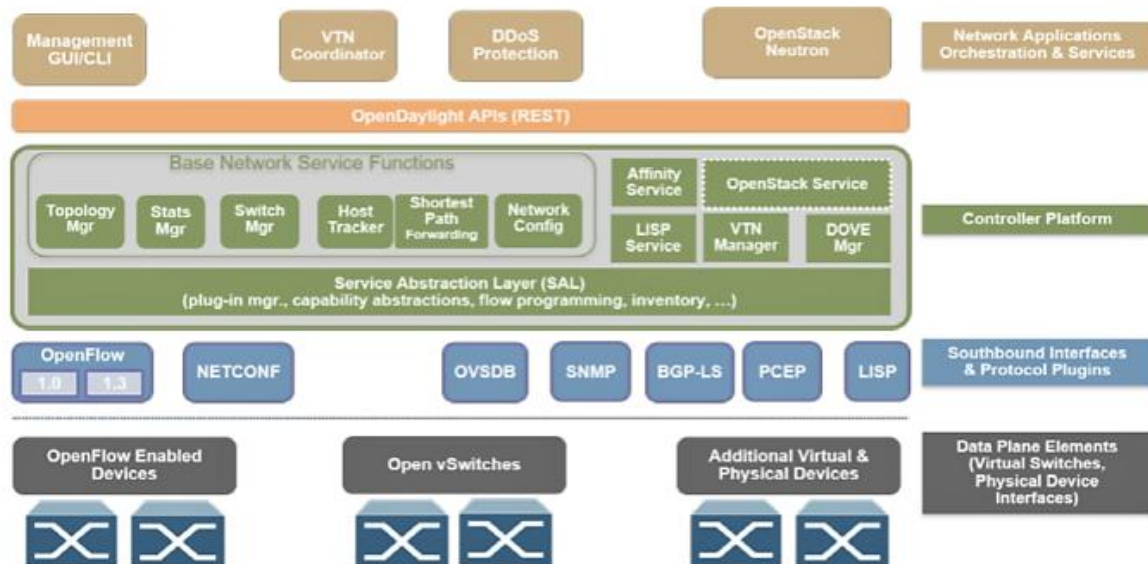 Management
GUI/CLI
VTN
Coordinator
DDoS
Protection
OpenStack
Neutron
Network Applications
Orchestration & Services
OpenDaylight APIs (REST)
Base Network Service Functions
Topology
Mgr
Stats
Mgr
Switch
Mgr
Host
Tracker
Shortest
Path
Forwarding
Network
Config
Affinity
Service
OpenStack Service
LISP
Service
VTN
Manager
DOVE
Mgr
Controller Platform
Service Abstraction Layer (SAL)
(plug-in mgr., capability abstractions, flow programming, inventory, ...)
OpenFlow
1.0
1.3
NETCONF
OVSDB
SNMP
BGP-LS
PCEP
LISP
Southbound Interfaces
& Protocol Plugins
OpenFlow Enabled
Devices
Open vSwitches
Additional Virtual &
Physical Devices
Data Plane Elements
(Virtual Switches,
Physical Device
Interfaces)